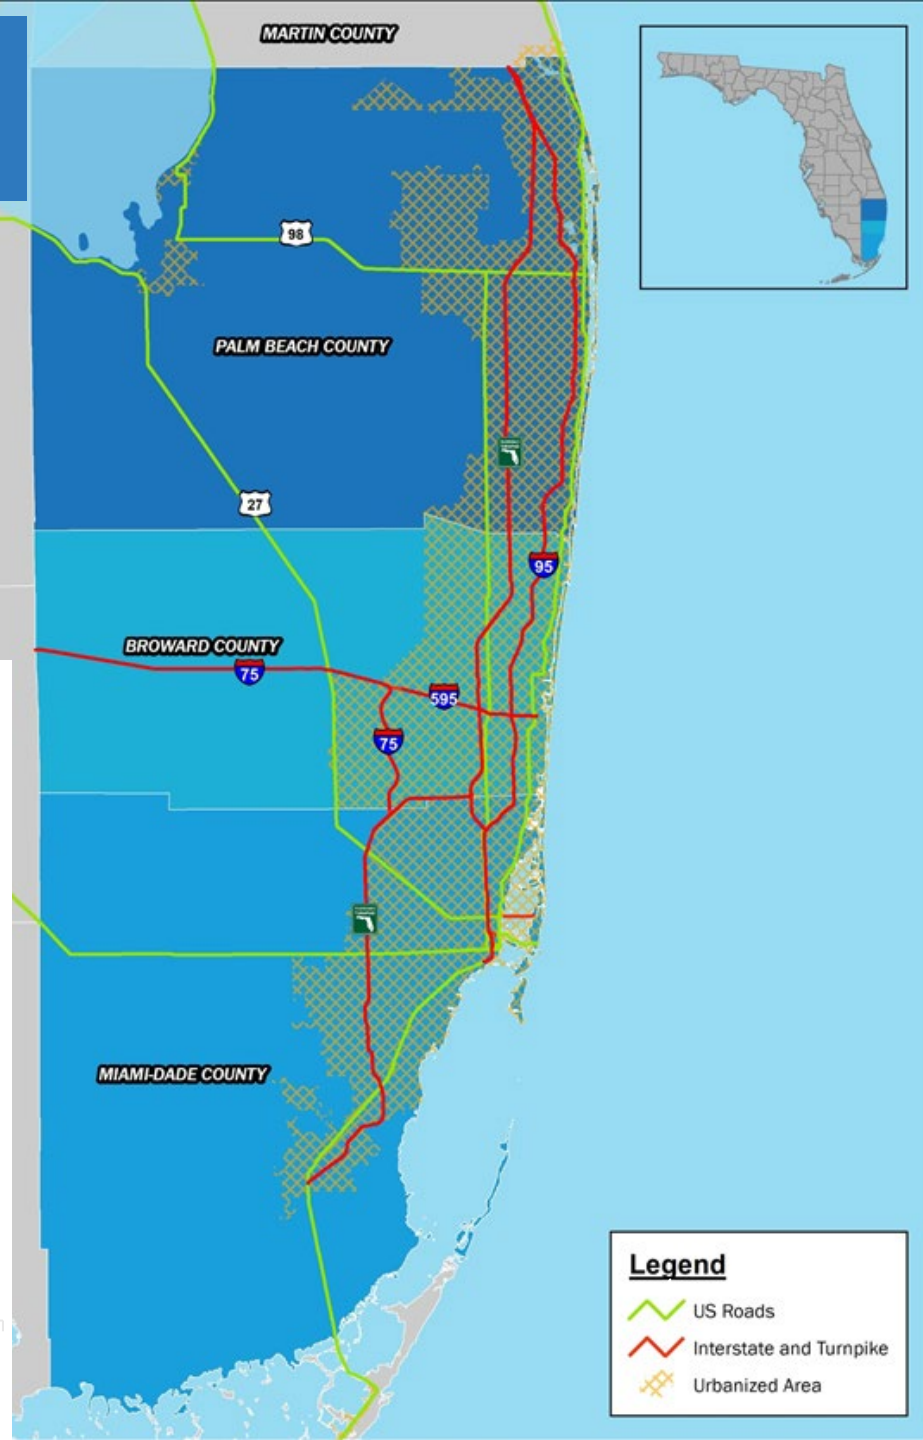 MARTIN COUNTY
98
PALM BEACH COUNTY
27
95
BROWARD COUNTY
75
595
75
MIAMI-DADE COUNTY
Legend
US Roads
Interstate and Turnpike
Urbanized Area